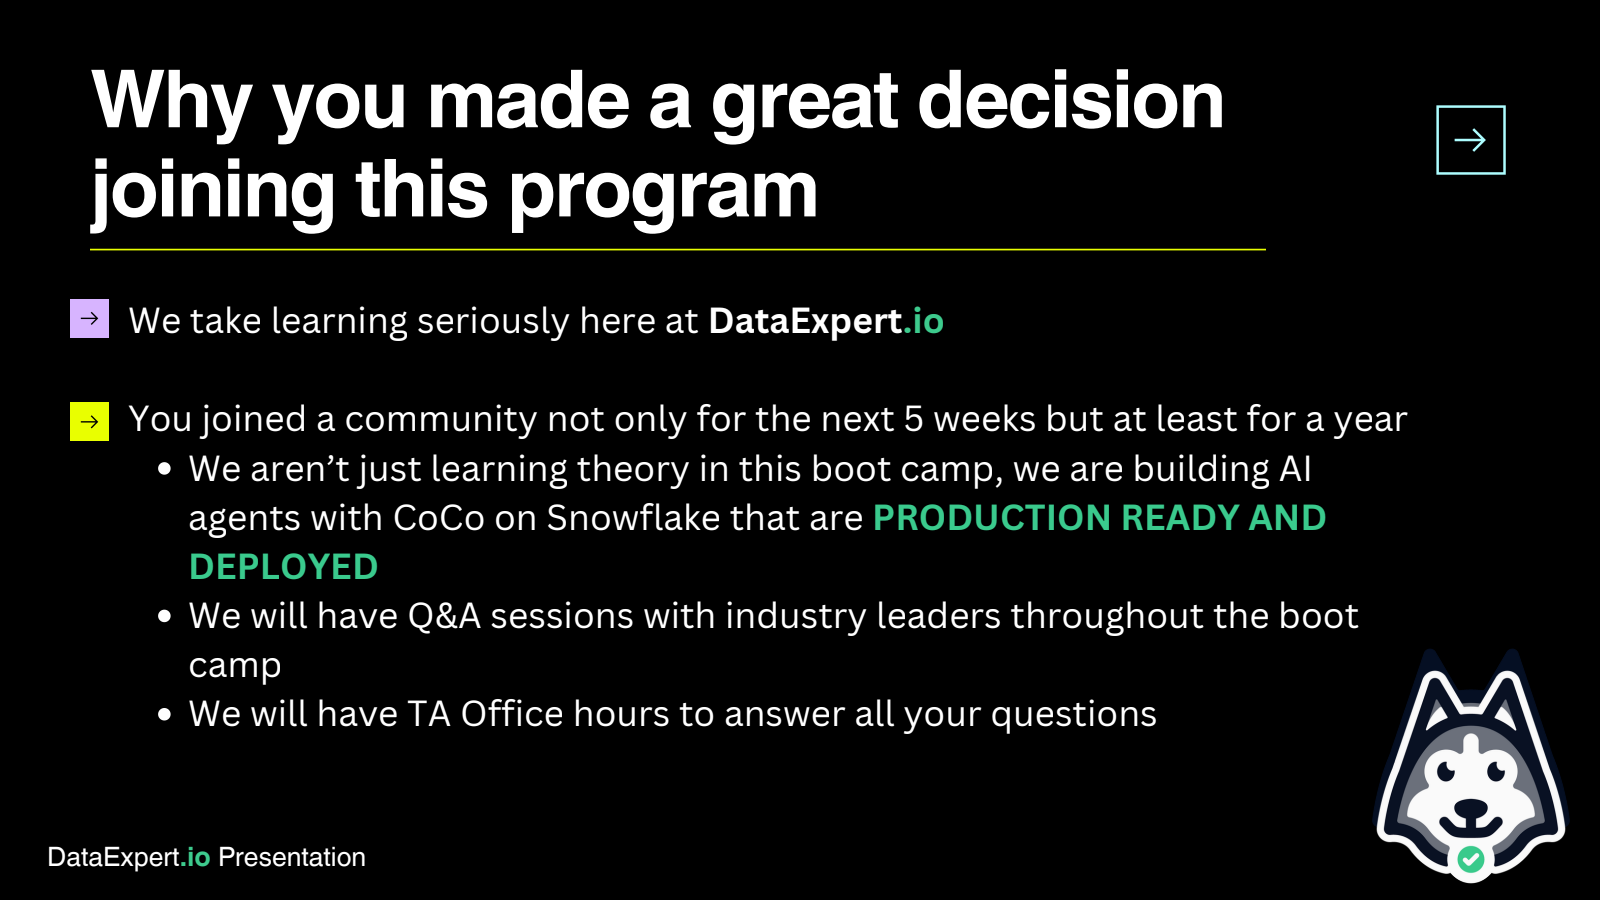 Why you made a great decision
joining this program
We take learning seriously here at DataExpert.io
You joined a community not only for the next 5 weeks but at least for a year
We aren’t just learning theory in this boot camp, we are building AI
agents with CoCo on Snowflake that are PRODUCTION READY AND
DEPLOYED
We will have Q&A sessions with industry leaders throughout the boot
camp
We will have TA Office hours to answer all your questions
DataExpert.io Presentation